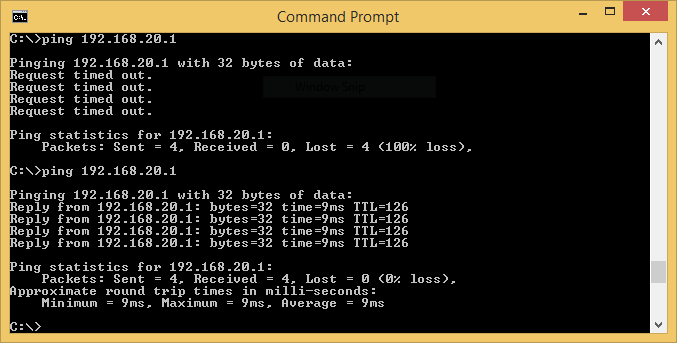 Command Prompt
C:\>ping 192.168.20.1
Pinging 192.168.20.1 with 32 bytes of data:
Request timed out.
Request timed out.
Request timed out.
Request timed out.
Ping statistics for 192.168.20.1:
Packets: Sent = 4, Received = 0, Lost = 4 (100% loss),
C:\>ping 192.168.20.1
Pinging 192.168.20.1 with 32 bytes of data:
Reply from 192.168.20.1: bytes=32 time=9ms TTL=126
Reply from 192.168.20.1: bytes=32 time=9ms TTL=126
Reply from 192.168.20.1: bytes=32 time=9ms TTL=126
Reply from 192.168.20.1: bytes=32 time=9ms TTL=126
Ping statistics for 192.168.20.1:
Packets: Sent = 4, Received = 4, Lost = 0 (0% loss),
Approximate round trip times in milli-seconds:
Minimum = 9ms, Maximum = 9ms, Average = 9ms
C:\>